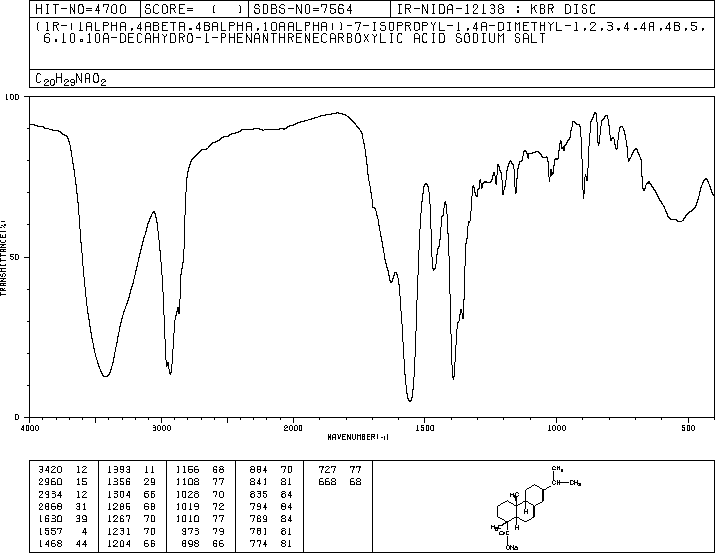 HIT-NO=4700 SCORE= ( ) SDBS-NO=7564 IR-NIDA-12138 : KBR DISC
(1R-(1ALPHA,4ABETA,4BALPHA,10AALPHA))-7-ISOPROPYL-1,4A-DIMETHYL-1,2,3,4,4A,4B,5,
6,10,10A-DECAHYDRO-1-PHENANTHRENECARBOXYLIC ACID SODIUM SALT
C20H29NAO2
100
50
0
TRANSMITTANCE(%)
4000 3000 2000 1500 1000 500
WAVENUMBER(-1)
3420 12 1393 11 1156 68 884 70 727 77
2960 15 1356 29 1108 77 841 81 668 68
2934 12 1304 66 1028 70 835 84
2868 31 1286 68 1019 72 794 84
1630 39 1267 70 1010 77 789 84
1557 4 1231 70 973 79 781 81
1468 44 1204 66 898 66 774 81
CH3
CH-CH3
H3C
H
H3C
H
C=O
ONa